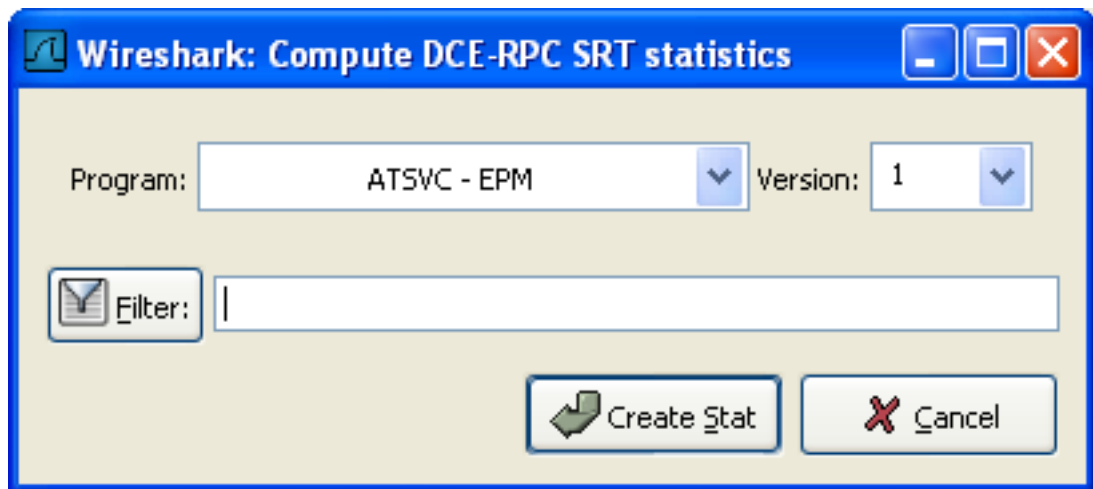 Wireshark: Compute DCE-RPC SRT statistics
Program: ATSVC - EPM Version: 1
Filter:
Create Stat Cancel